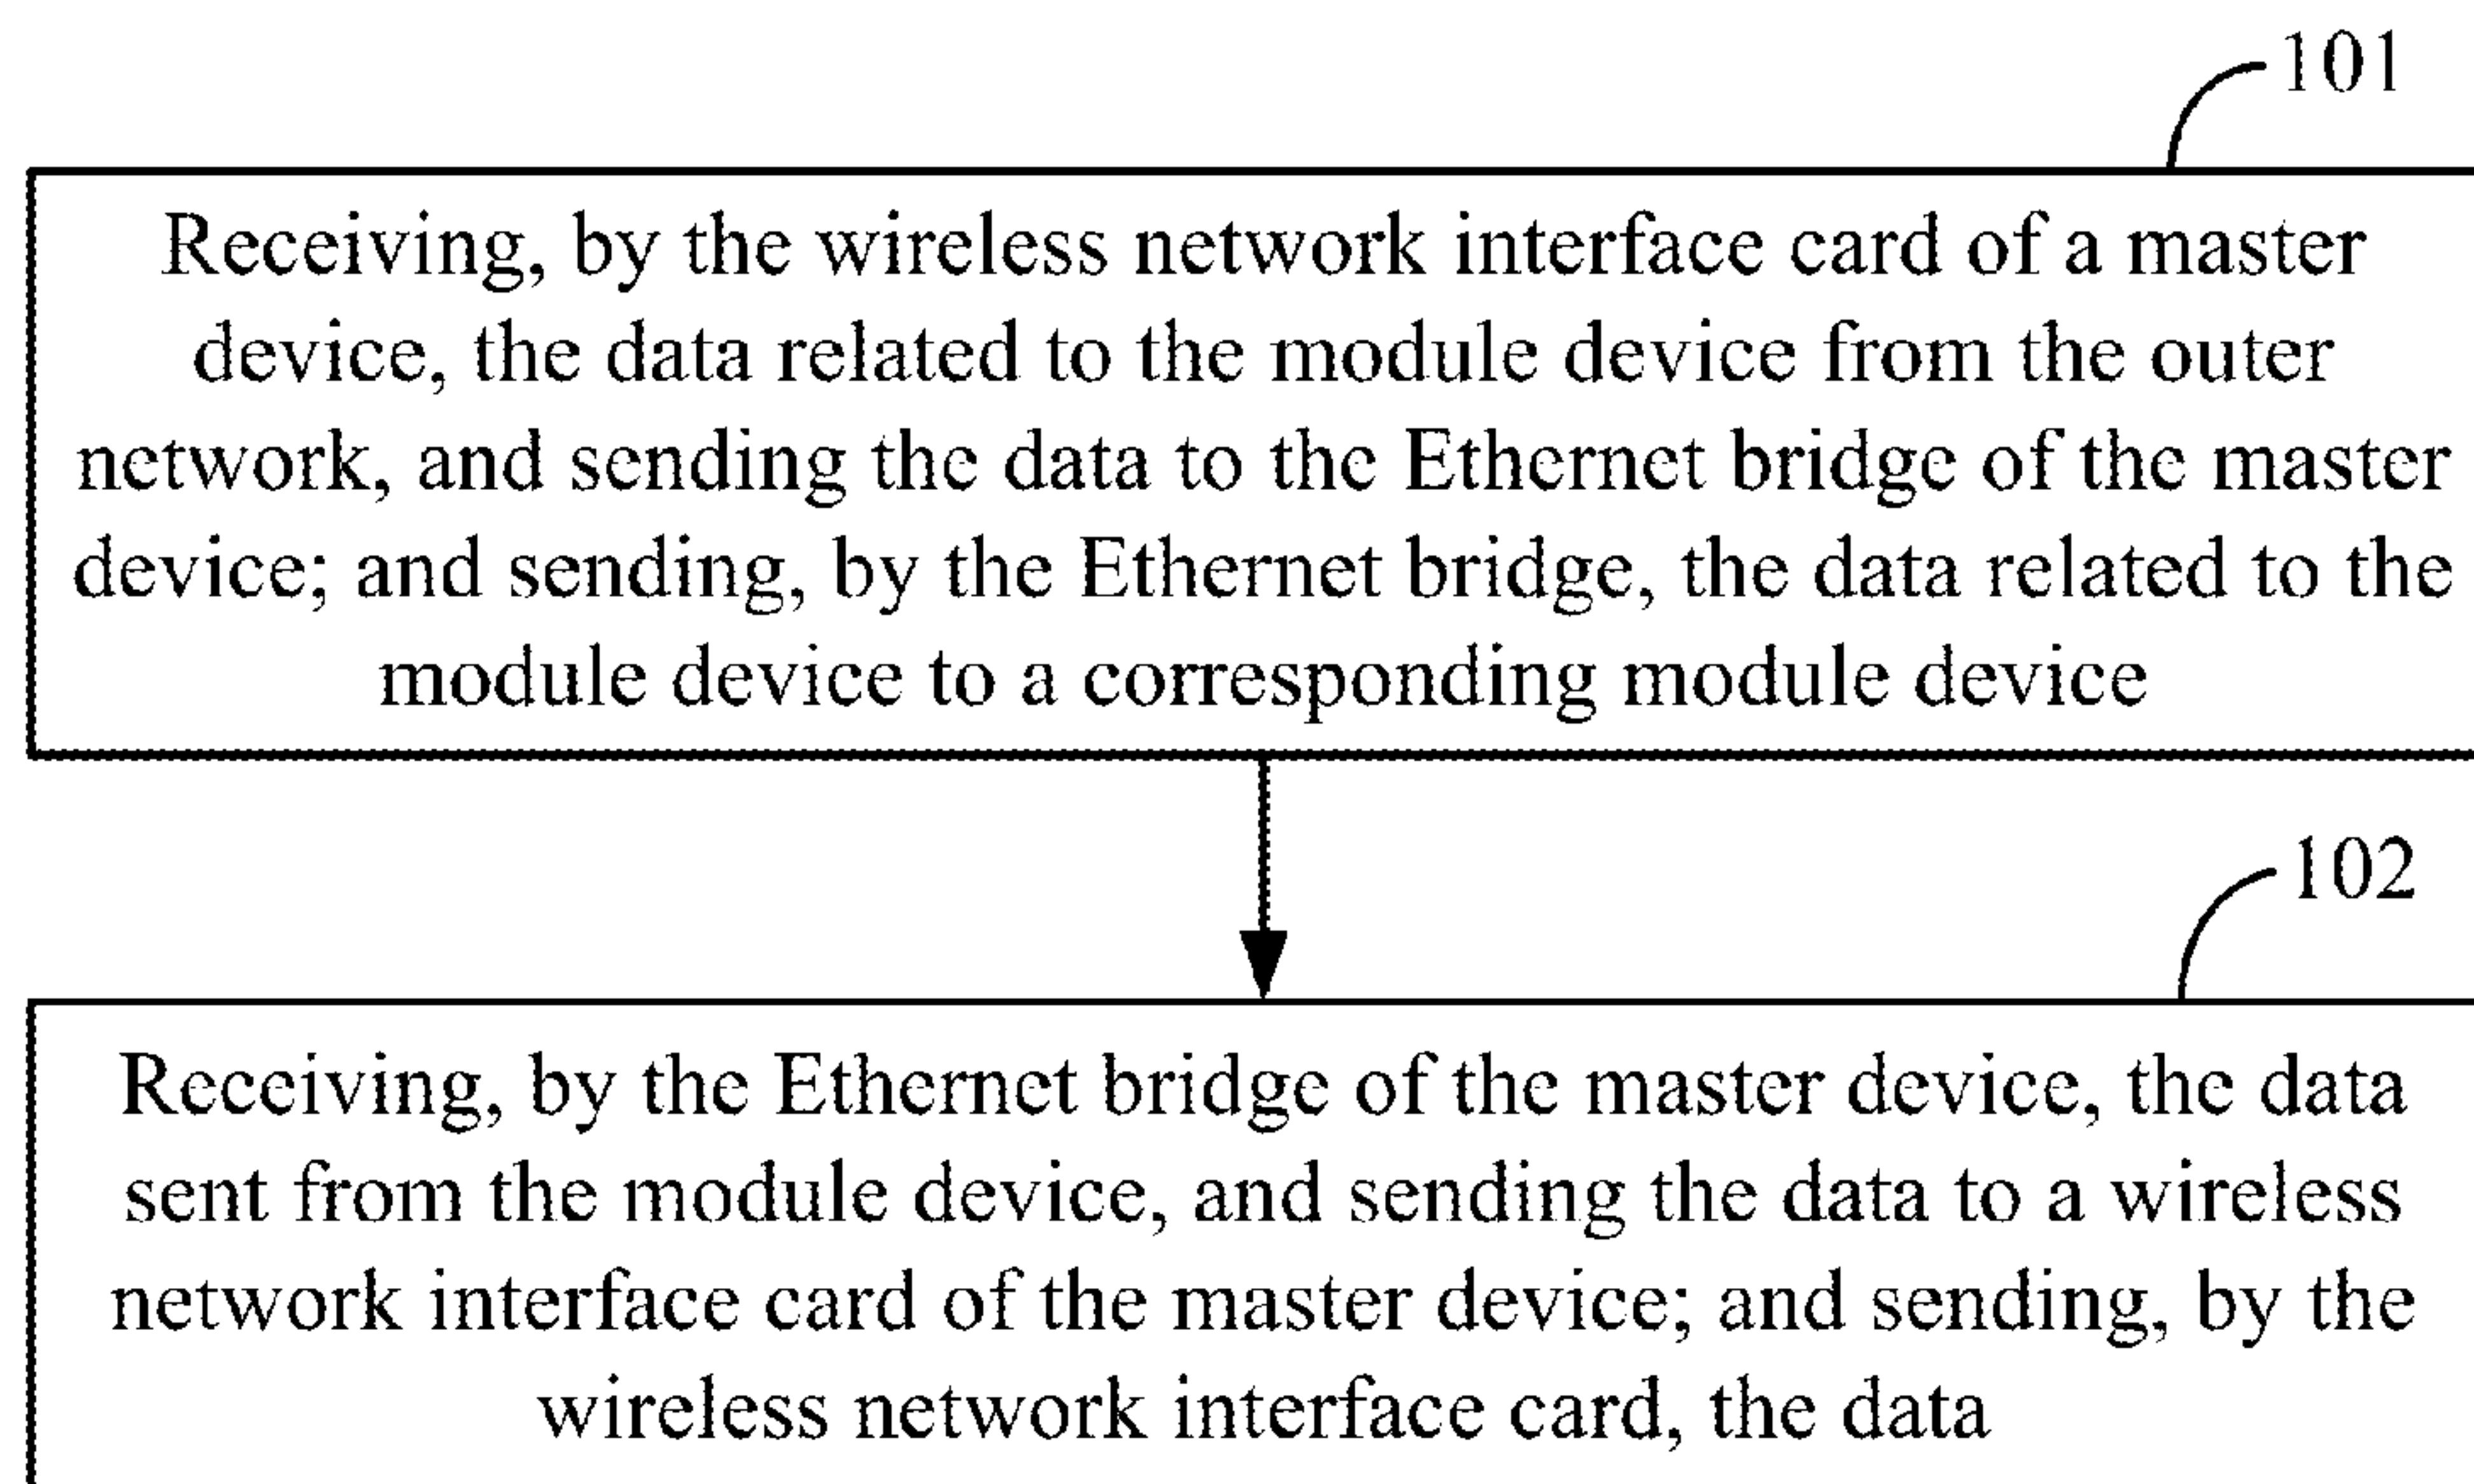 101
Receiving, by the wireless network interface card of a master
device, the data related to the module device from the outer
network, and sending the data to the Ethernet bridge of the master
device; and sending, by the Ethernet bridge, the data related to the
module device to a corresponding module device
102
Receiving, by the Ethernet bridge of the master device, the data
sent from the module device, and sending the data to a wireless
network interface card of the master device; and sending, by the
wireless network interface card, the data